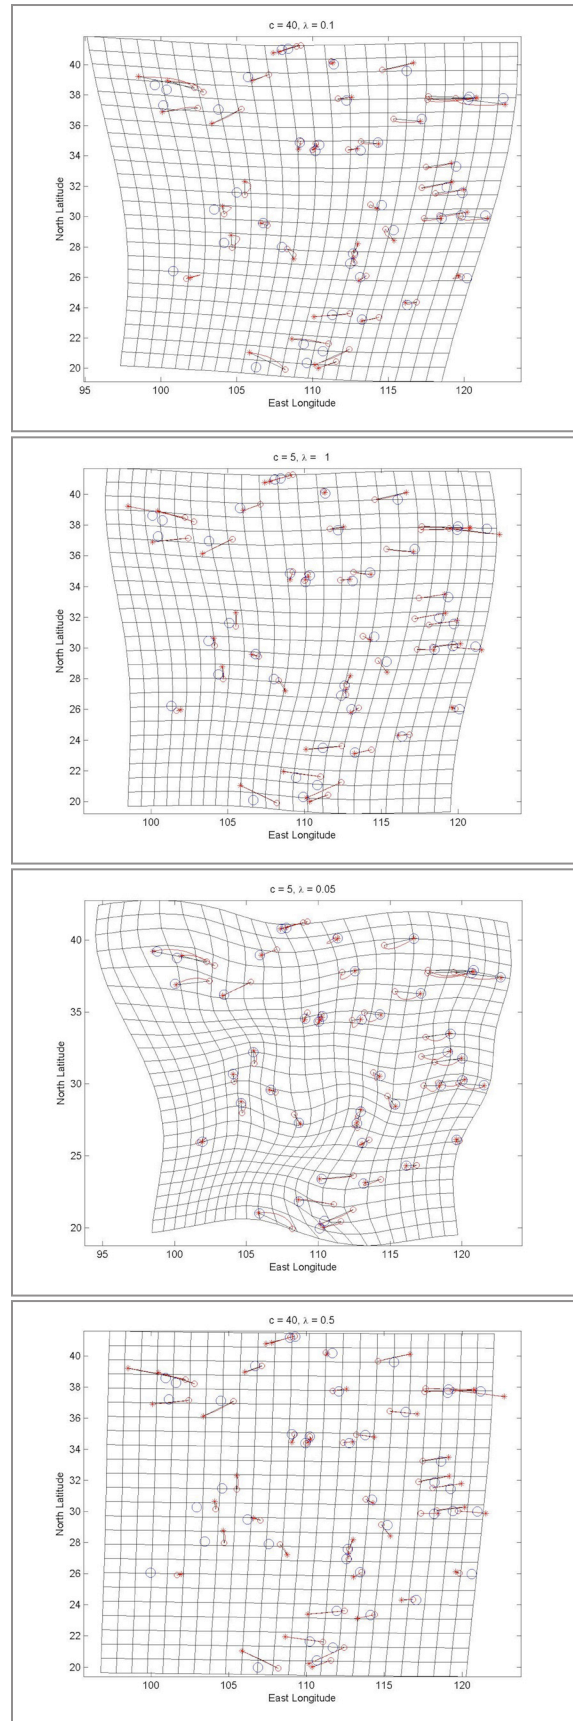 c = 40, λ = 0.1
North Latitude
40
38
36
34
32
30
28
26
24
22
20
95 100 105 110 115 120
East Longitude
c = 5, λ = 1
North Latitude
40
38
36
34
32
30
28
26
24
22
20
100 105 110 115 120
East Longitude
c = 5, λ = 0.05
North Latitude
40
35
30
25
20
95 100 105 110 115 120
East Longitude
c = 40, λ = 0.5
North Latitude
40
38
36
34
32
30
28
26
24
22
20
100 105 110 115 120
East Longitude